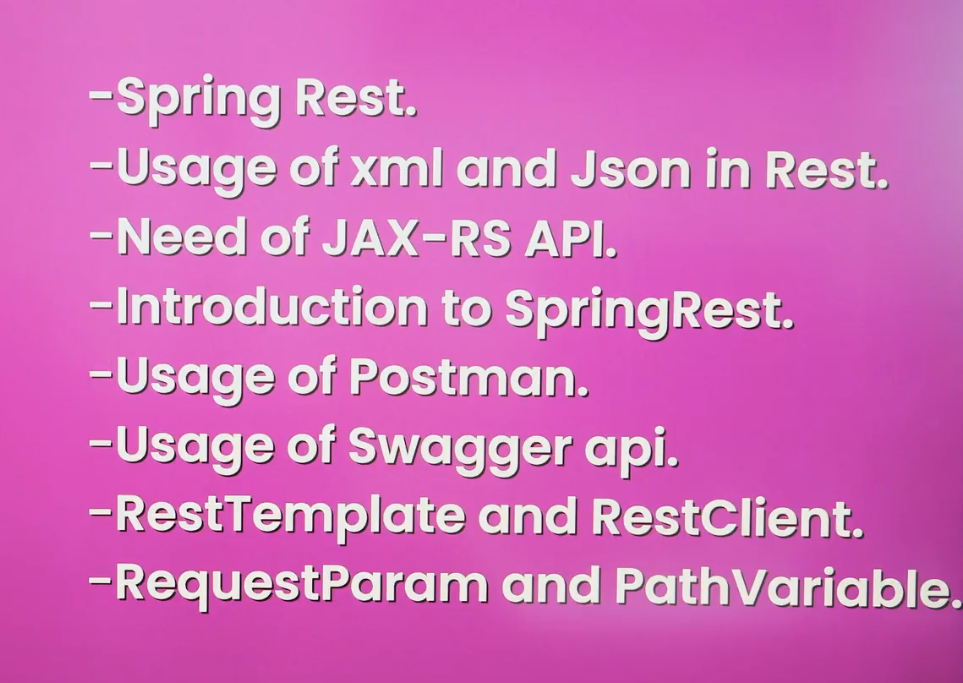 -Spring Rest.
-Usage of xml and Json in Rest.
-Need of JAX-RS API.
-Introduction to SpringRest.
-Usage of Postman.
-Usage of Swagger api.
-RestTemplate and RestClient.
-RequestParam and PathVariable.